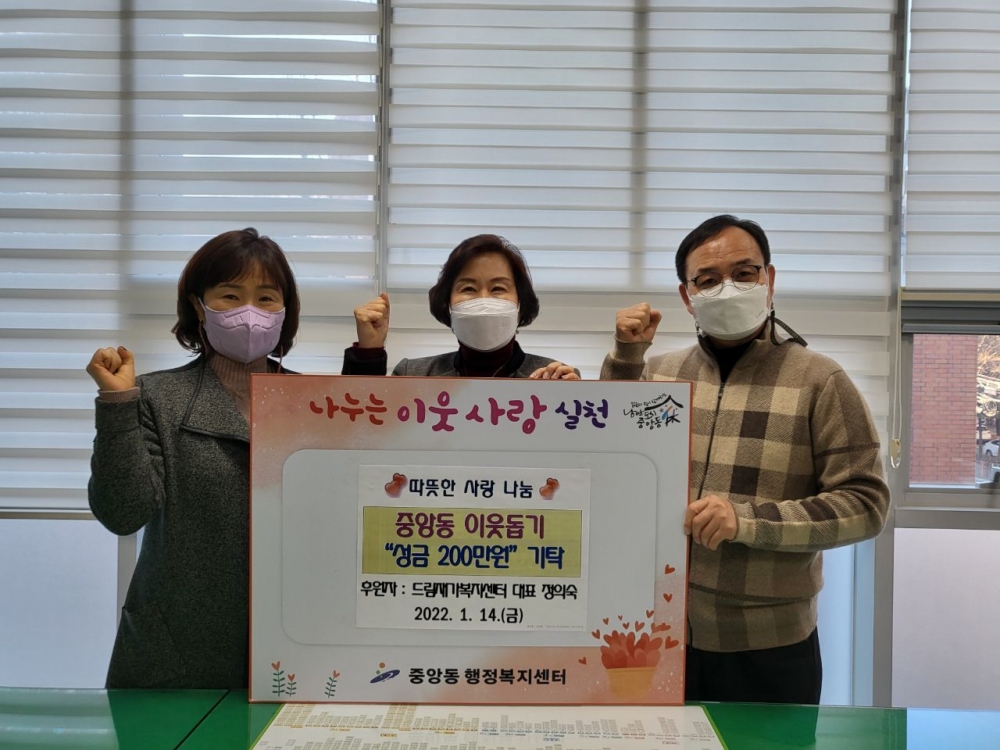 나누는 이웃 사랑 실천
중앙동
따뜻한 사랑 나눔
중앙동 이웃돕기
“성금 200만원” 기탁
후원자 : 드림재가복지센터 대표 정의숙
2022. 1. 14.(금)
중앙동 행정복지센터